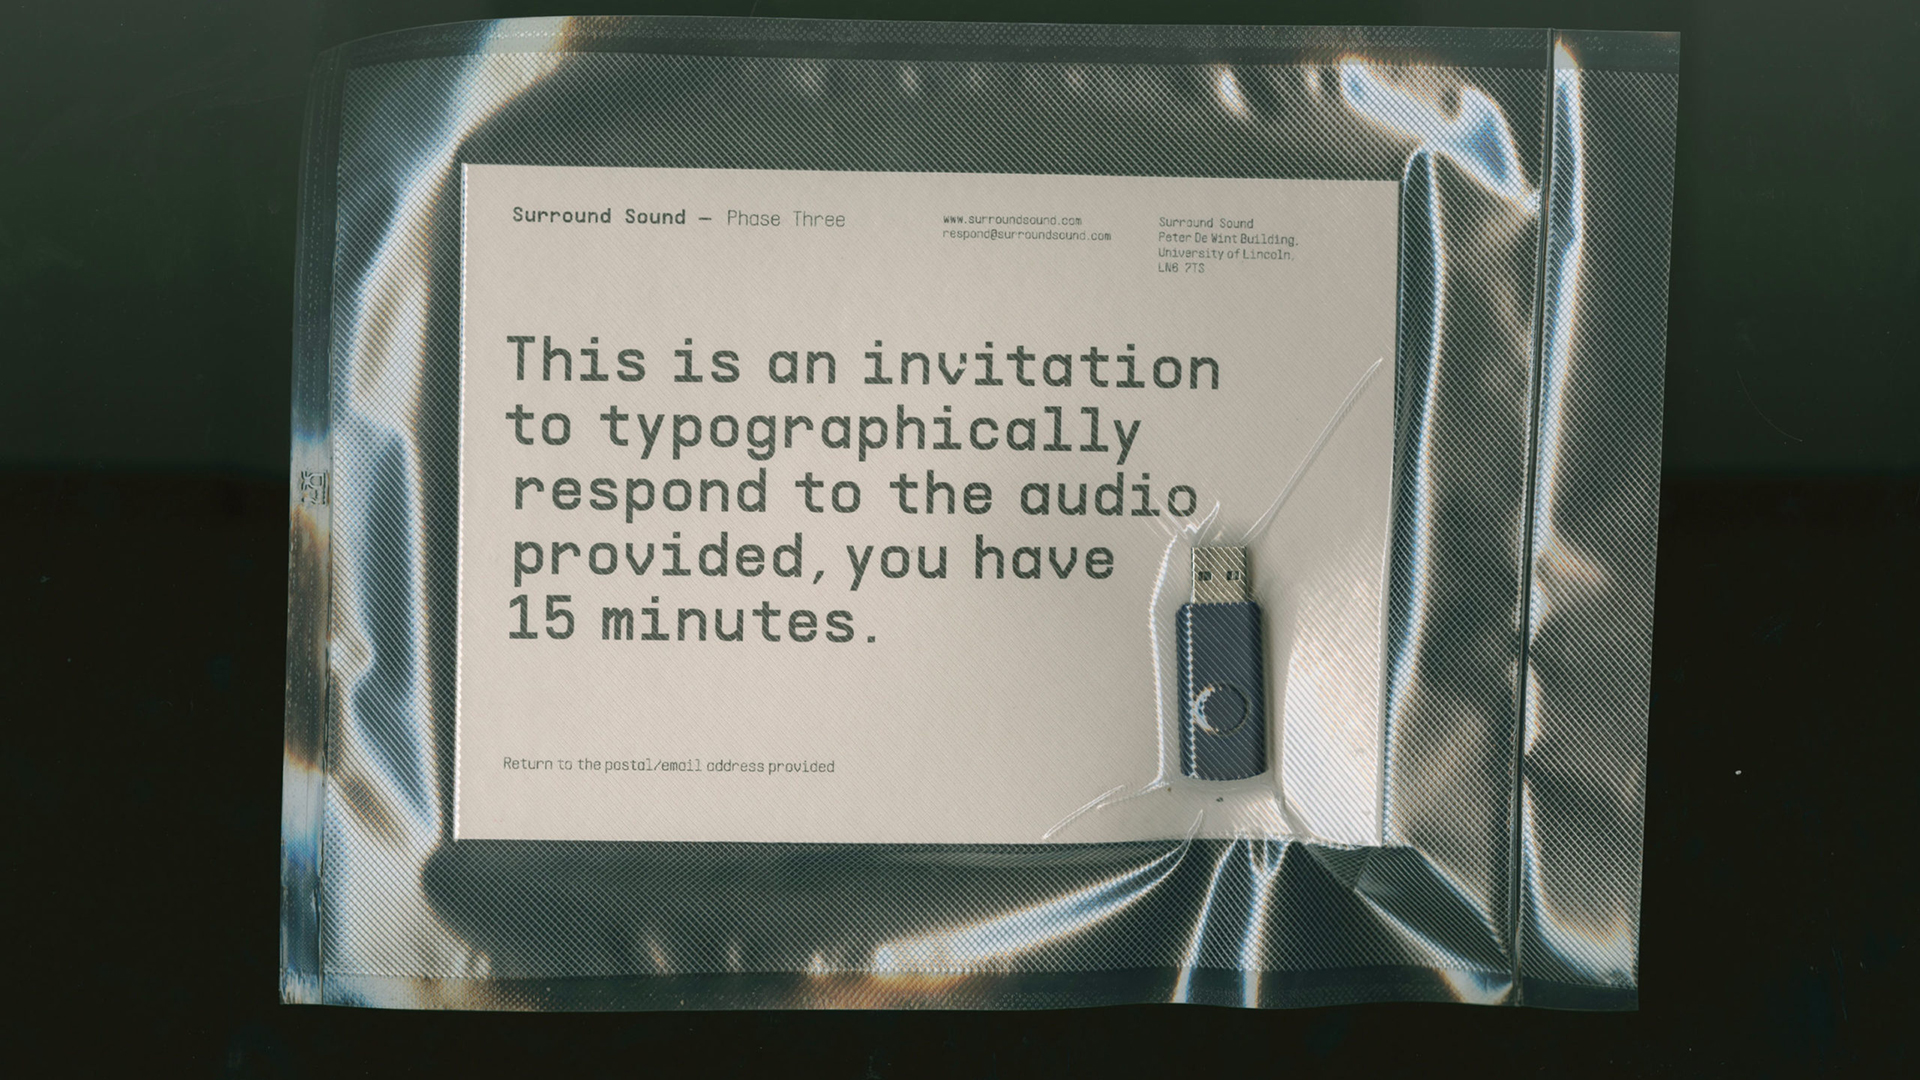 Surround Sound — Phase Three
www.surroundsound.com
respond@surroundsound.com
Surround Sound
Peter De Wint Building,
University of Lincoln,
LN6 7TS
This is an invitation
to typographically
respond to the audio
provided, you have
15 minutes.
Return to the postal/email address provided